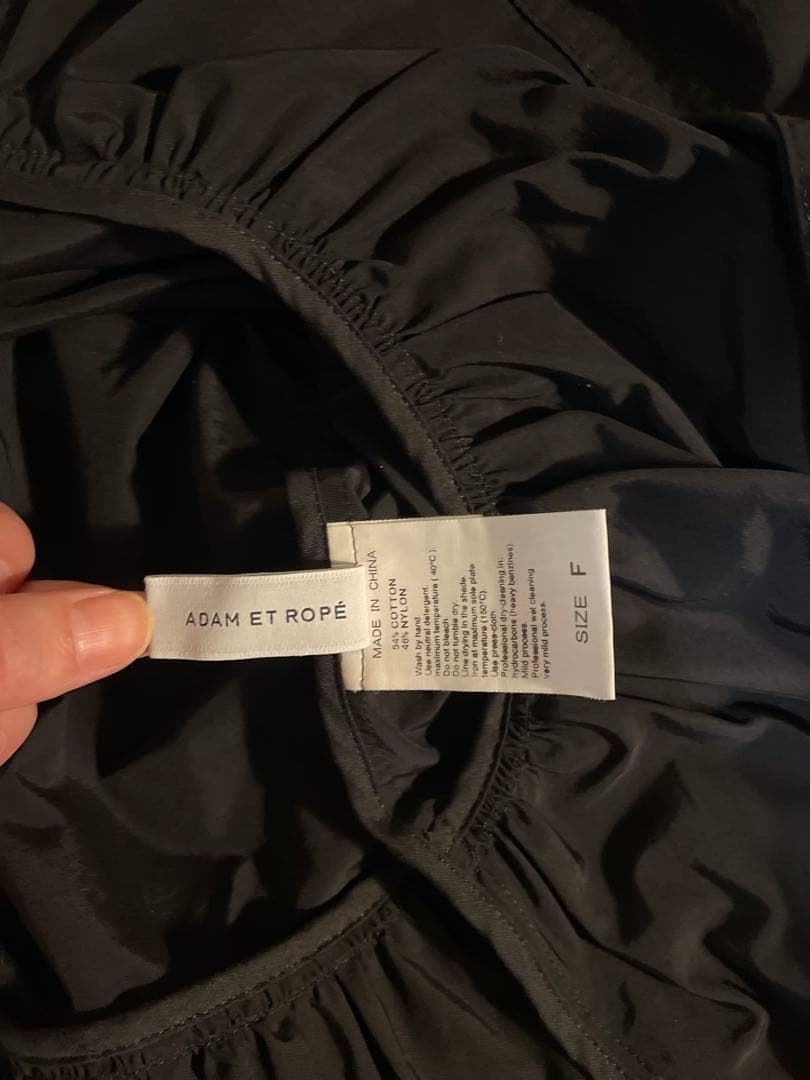 ADAM ET ROPÉ
MADE IN CHINA
54% COTTON
46% NYLON
Wash by hand.
Use neutral detergent.
maximum temperature ( 40°C ).
Do not bleach.
Do not tumble dry.
Line drying in the shade.
Iron at maximum sole plate
temperature (150°C).
Use press-cloth.
Professional dry-cleaning in:
hydrocarbons (heavy benzines)
Mild process.
Professional wet cleaning
very mild process.
SIZE F